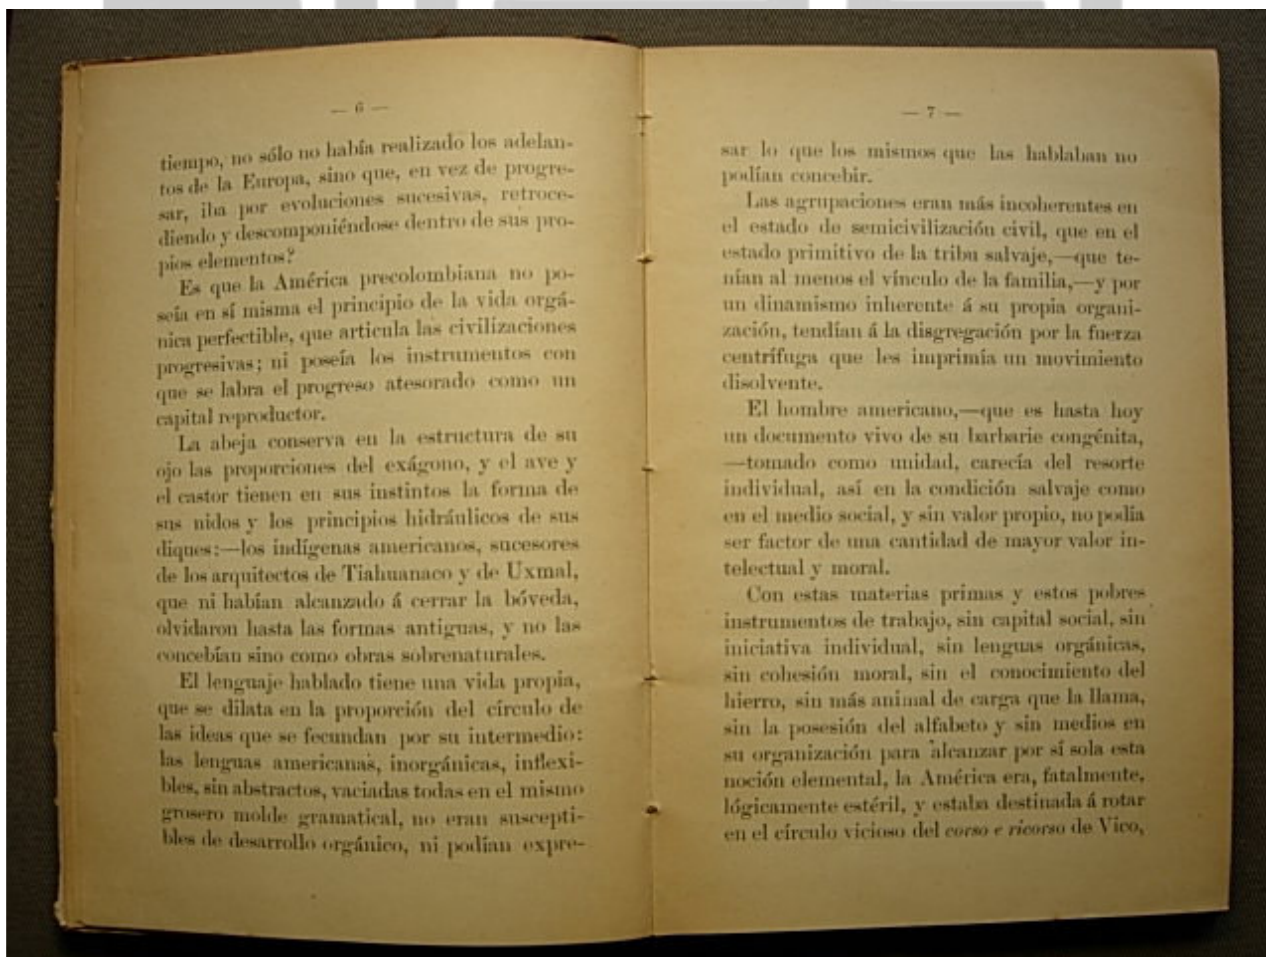 — 6 —
tiempo, no sólo no había realizado los adelan-
tos de la Europa, sino que, en vez de progre-
sar, iba por evoluciones sucesivas, retroce-
diendo y descomponiéndose dentro de sus pro-
pios elementos?
Es que la América precolombiana no po-
seía en sí misma el principio de la vida orgá-
nica perfectible, que articula las civilizaciones
progresivas; ni poseía los instrumentos con
que se labra el progreso atesorado como un
capital reproductor.
La abeja conserva en la estructura de su
ojo las proporciones del exágono, y el ave y
el castor tienen en sus instintos la forma de
sus nidos y los principios hidráulicos de sus
diques:—los indígenas americanos, sucesores
de los arquitectos de Tiahuanaco y de Uxmal,
que ni habían alcanzado á cerrar la bóveda,
olvidaron hasta las formas antiguas, y no las
concebían sino como obras sobrenaturales.
El lenguaje hablado tiene una vida propia,
que se dilata en la proporción del círculo de
las ideas que se fecundan por su intermedio:
las lenguas americanas, inorgánicas, inflexi-
bles, sin abstractos, vaciadas todas en el mismo
grosero molde gramatical, no eran suscepti-
bles de desarrollo orgánico, ni podían expre-
— 7 —
sar lo que los mismos que las hablaban no
podían concebir.
Las agrupaciones eran más incoherentes en
el estado de semicivilización civil, que en el
estado primitivo de la tribu salvaje,—que te-
nían al menos el vínculo de la familia,—y por
un dinamismo inherente á su propia organi-
zación, tendían á la disgregación por la fuerza
centrífuga que les imprimía un movimiento
disolvente.
El hombre americano,—que es hasta hoy
un documento vivo de su barbarie congénita,
—tomado como unidad, carecía del resorte
individual, así en la condición salvaje como
en el medio social, y sin valor propio, no podía
ser factor de una cantidad de mayor valor in-
telectual y moral.
Con estas materias primas y estos pobres
instrumentos de trabajo, sin capital social, sin
iniciativa individual, sin lenguas orgánicas,
sin cohesión moral, sin el conocimiento del
hierro, sin más animal de carga que la llama,
sin la posesión del alfabeto y sin medios en
su organización para alcanzar por sí sola esta
noción elemental, la América era, fatalmente,
lógicamente estéril, y estaba destinada á rotar
en el círculo vicioso del corso e ricorso de Vico,